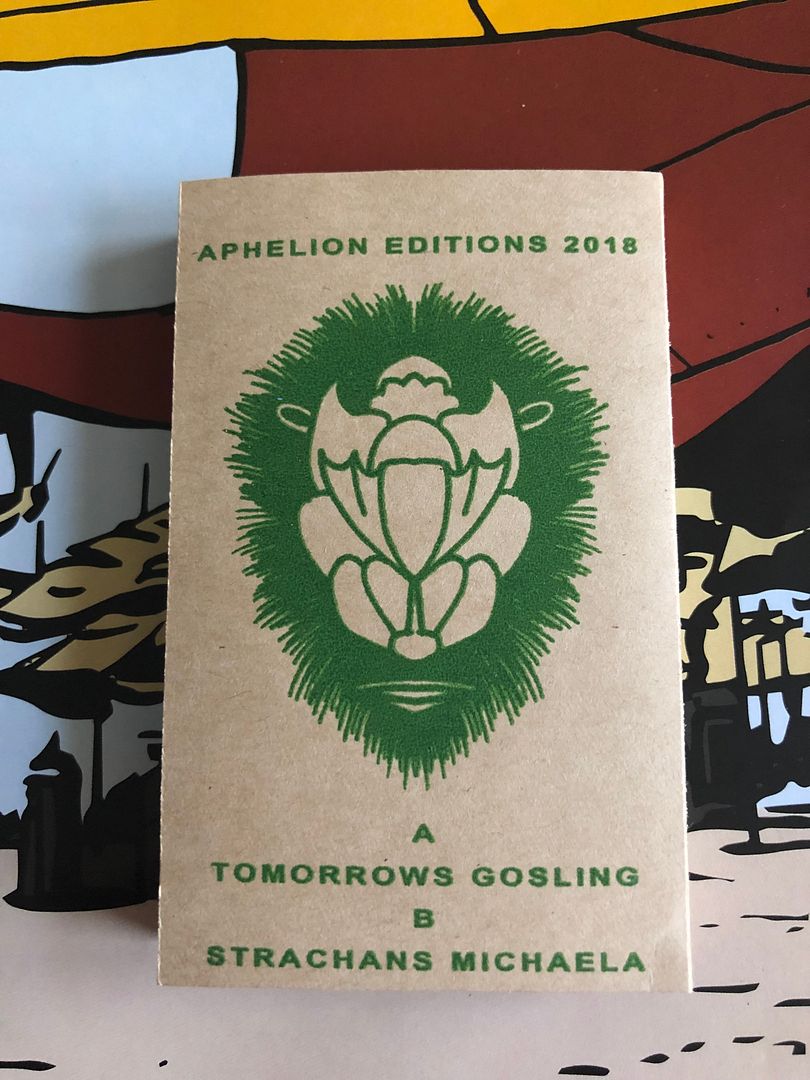 APHELION EDITIONS 2018
A
TOMORROWS GOSLING
B
STRACHANS MICHAELA